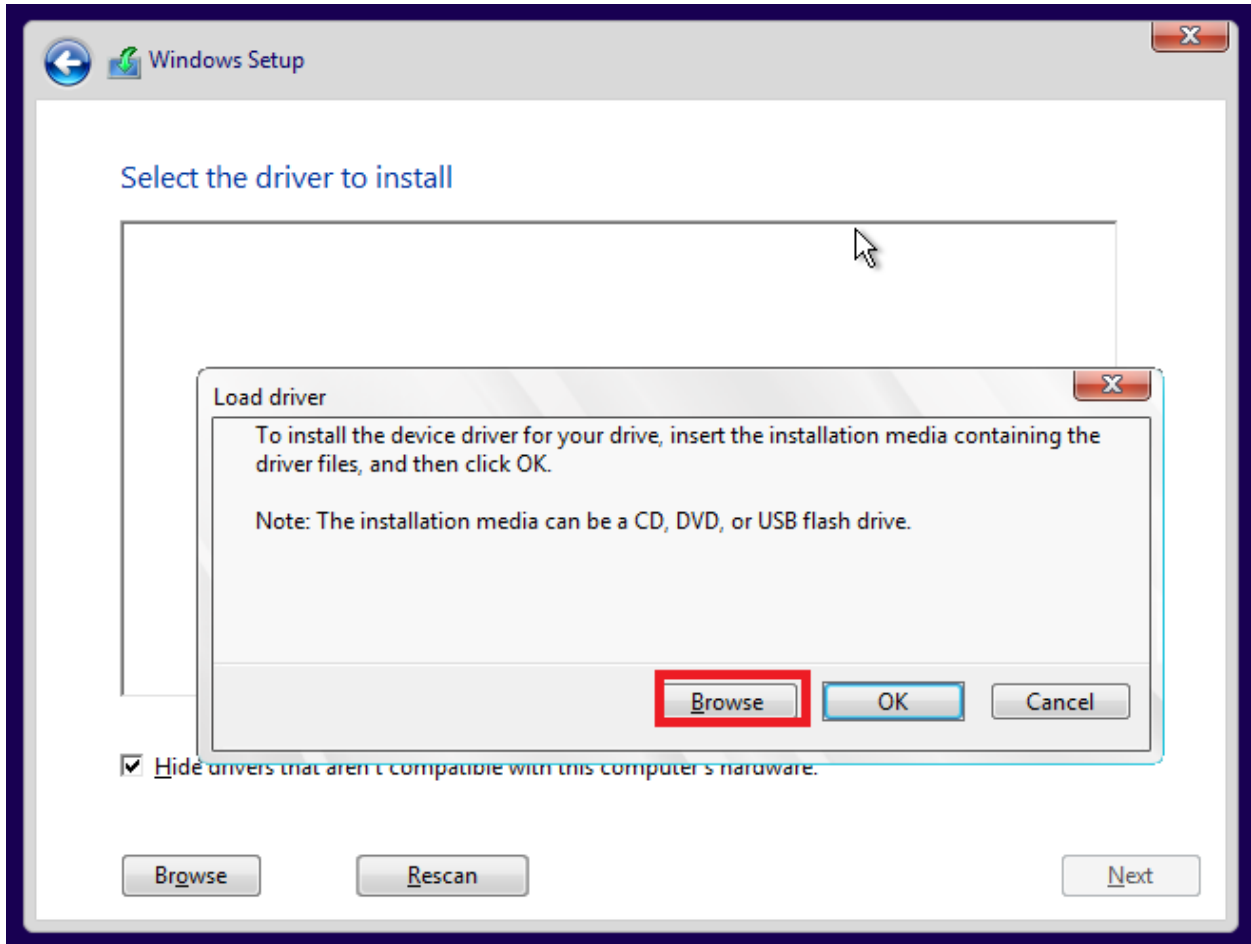 Windows Setup
Select the driver to install
Load driver
To install the device driver for your drive, insert the installation media containing the
driver files, and then click OK.
Note: The installation media can be a CD, DVD, or USB flash drive.
Browse
OK
Cancel
Hide drivers that aren't compatible with this computer's hardware.
Browse
Rescan
Next